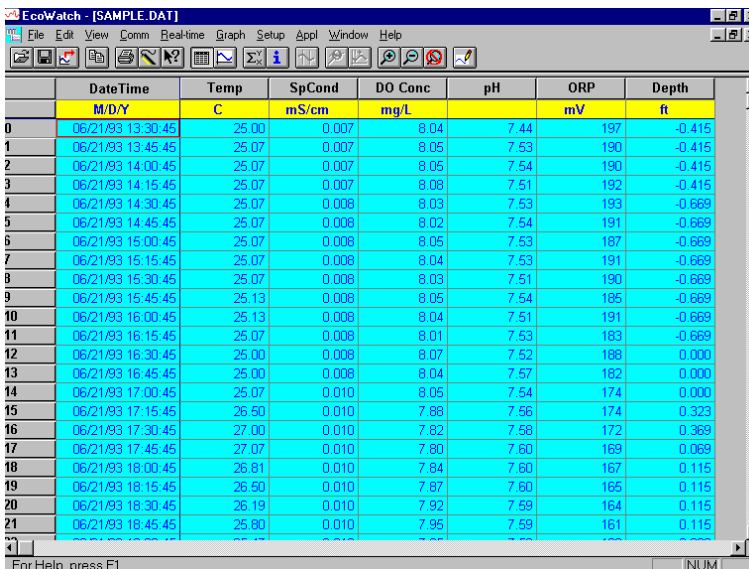 EcoWatch - [SAMPLE.DAT]
File Edit View Comm Real-time Graph Setup Appl Window Help
DateTime Temp SpCond DO Conc pH ORP Depth
M/D/Y C mS/cm mg/L mV ft
0 06/21/93 13:30:45 25.00 0.007 8.04 7.44 197 -0.415
1 06/21/93 13:45:45 25.07 0.007 8.05 7.53 190 -0.415
2 06/21/93 14:00:45 25.07 0.007 8.05 7.54 190 -0.415
3 06/21/93 14:15:45 25.07 0.007 8.08 7.51 192 -0.415
4 06/21/93 14:30:45 25.07 0.008 8.03 7.53 193 -0.669
5 06/21/93 14:45:45 25.07 0.008 8.02 7.54 191 -0.669
6 06/21/93 15:00:45 25.07 0.008 8.05 7.53 187 -0.669
7 06/21/93 15:15:45 25.07 0.008 8.04 7.53 191 -0.669
8 06/21/93 15:30:45 25.07 0.008 8.03 7.51 190 -0.669
9 06/21/93 15:45:45 25.13 0.008 8.05 7.54 185 -0.669
10 06/21/93 16:00:45 25.13 0.008 8.04 7.51 191 -0.669
11 06/21/93 16:15:45 25.07 0.008 8.01 7.53 183 -0.669
12 06/21/93 16:30:45 25.00 0.008 8.07 7.52 188 0.000
13 06/21/93 16:45:45 25.00 0.008 8.04 7.57 182 0.000
14 06/21/93 17:00:45 25.07 0.010 8.05 7.54 174 0.000
15 06/21/93 17:15:45 26.50 0.010 7.88 7.56 174 0.323
16 06/21/93 17:30:45 27.00 0.010 7.82 7.58 172 0.369
17 06/21/93 17:45:45 27.07 0.010 7.80 7.60 169 0.069
18 06/21/93 18:00:45 26.81 0.010 7.84 7.60 167 0.115
19 06/21/93 18:15:45 26.50 0.010 7.87 7.60 165 0.115
20 06/21/93 18:30:45 26.19 0.010 7.92 7.59 164 0.115
21 06/21/93 18:45:45 25.80 0.010 7.95 7.59 161 0.115
For Help, press F1 NUM